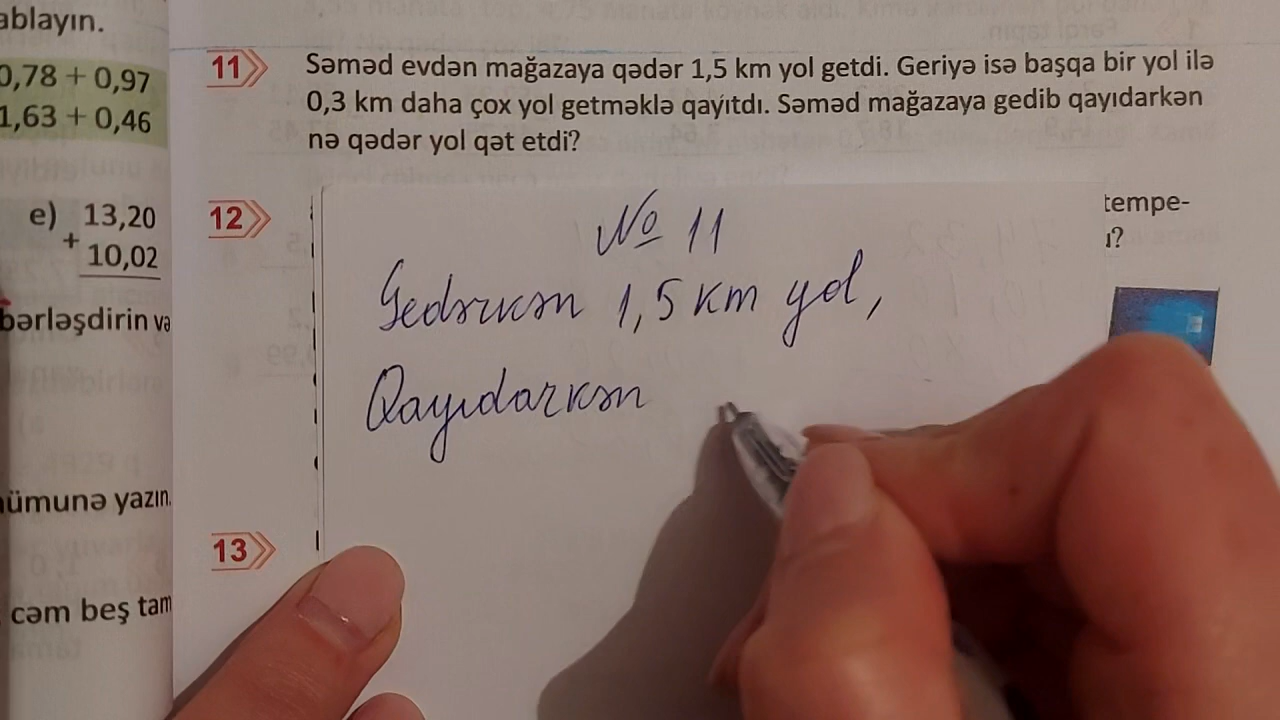 ablayın.
0,78 + 0,97
1,63 + 0,46
e) 13,20
+
10,02
bərləşdirin və
nümunə yazın.
cəm beş tam
11 Səməd evdən mağazaya qədər 1,5 km yol getdi. Geriyə isə başqa bir yol ilə
0,3 km daha çox yol getməklə qayıtdı. Səməd mağazaya gedib qayıdarkən
nə qədər yol qət etdi?
12
tempe-
ı?
№ 11
Gedərkən 1,5 km yol,
Qayıdarkən
13